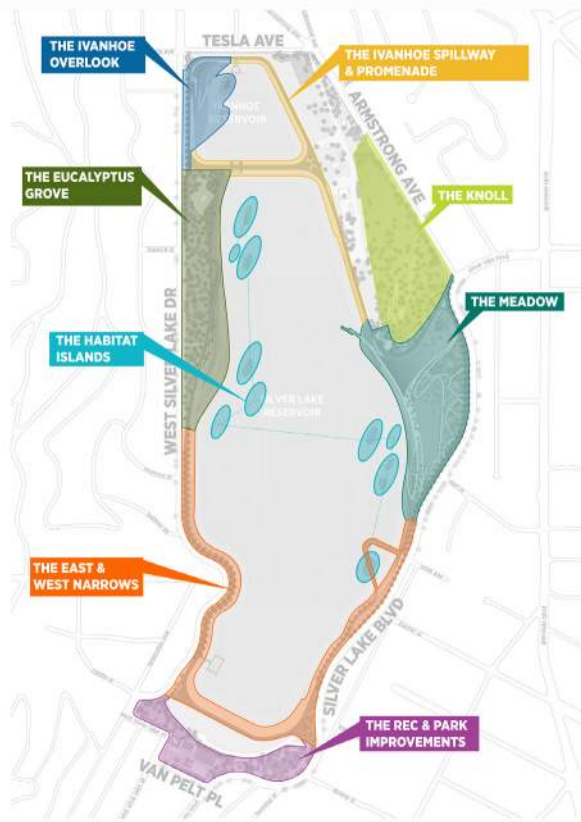 TESLA AVE
THE IVANHOE
OVERLOOK
THE IVANHOE SPILLWAY
& PROMENADE
IVANHOE
RESERVOIR
ARMSTRONG AVE
THE EUCALYPTUS
GROVE
THE KNOLL
THE MEADOW
WEST SILVER LAKE DR
THE HABITAT
ISLANDS
SILVER LAKE
RESERVOIR
THE EAST &
WEST NARROWS
SILVER LAKE BLVD
THE REC & PARK
IMPROVEMENTS
VAN PELT PL